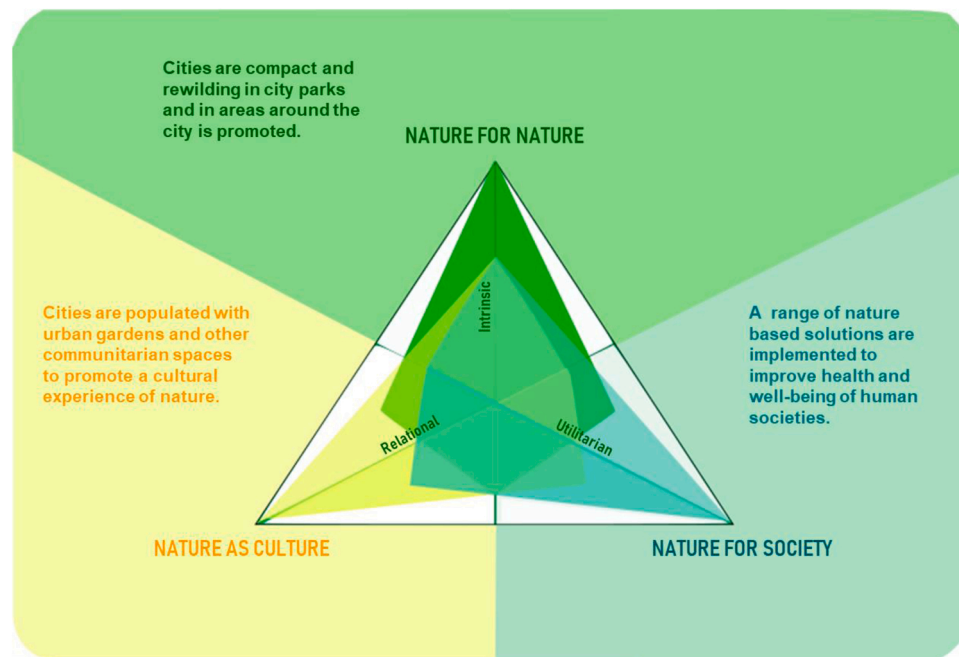 Cities are compact and
rewilding in city parks
and in areas around the
city is promoted.
NATURE FOR NATURE
Intrinsic
Cities are populated with
urban gardens and other
communitarian spaces
to promote a cultural
experience of nature.
A range of nature
based solutions are
implemented to
improve health and
well-being of human
societies.
Relational
Utilitarian
NATURE AS CULTURE
NATURE FOR SOCIETY